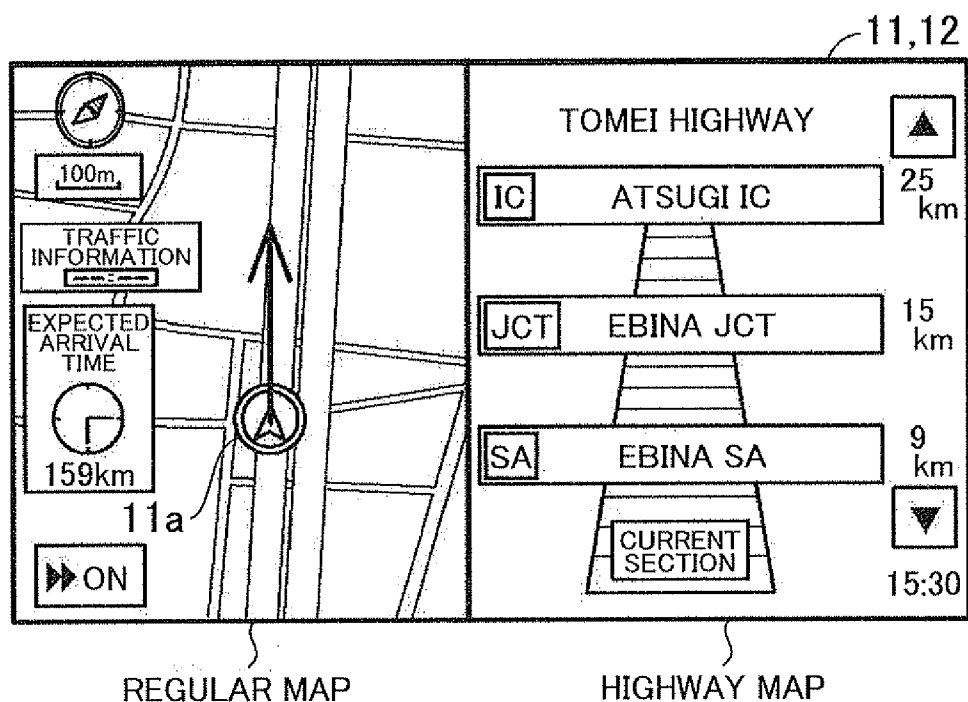 11,12
100m
TRAFFIC
INFORMATION
EXPECTED
ARRIVAL
TIME
159km
11a
ON
REGULAR MAP
TOMEI HIGHWAY
IC ATSUGI IC
25
km
JCT EBINA JCT
15
km
SA EBINA SA
9
km
CURRENT
SECTION
15:30
HIGHWAY MAP